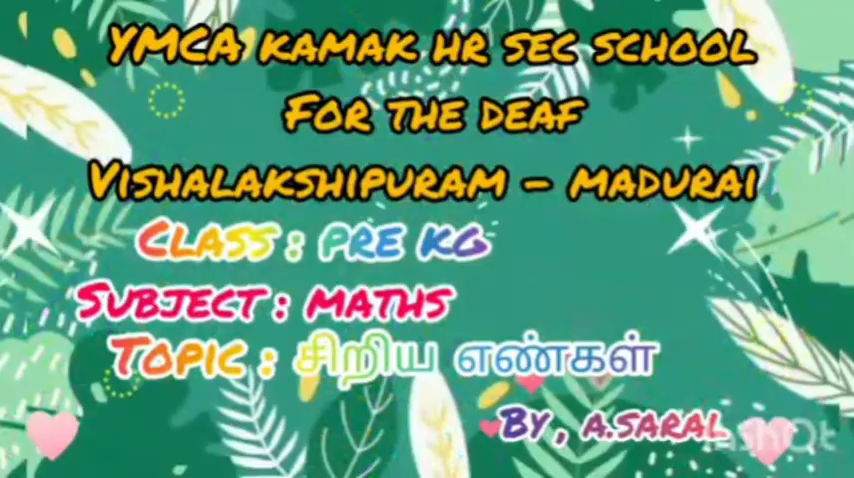 YMCA KAMAK HR SEC SCHOOL
FOR THE DEAF
VISHALAKSHIPURAM - MADURAI
CLASS : PRE KG
SUBJECT : MATHS
TOPIC : சிறிய எண்கள்
BY, A.SARAL